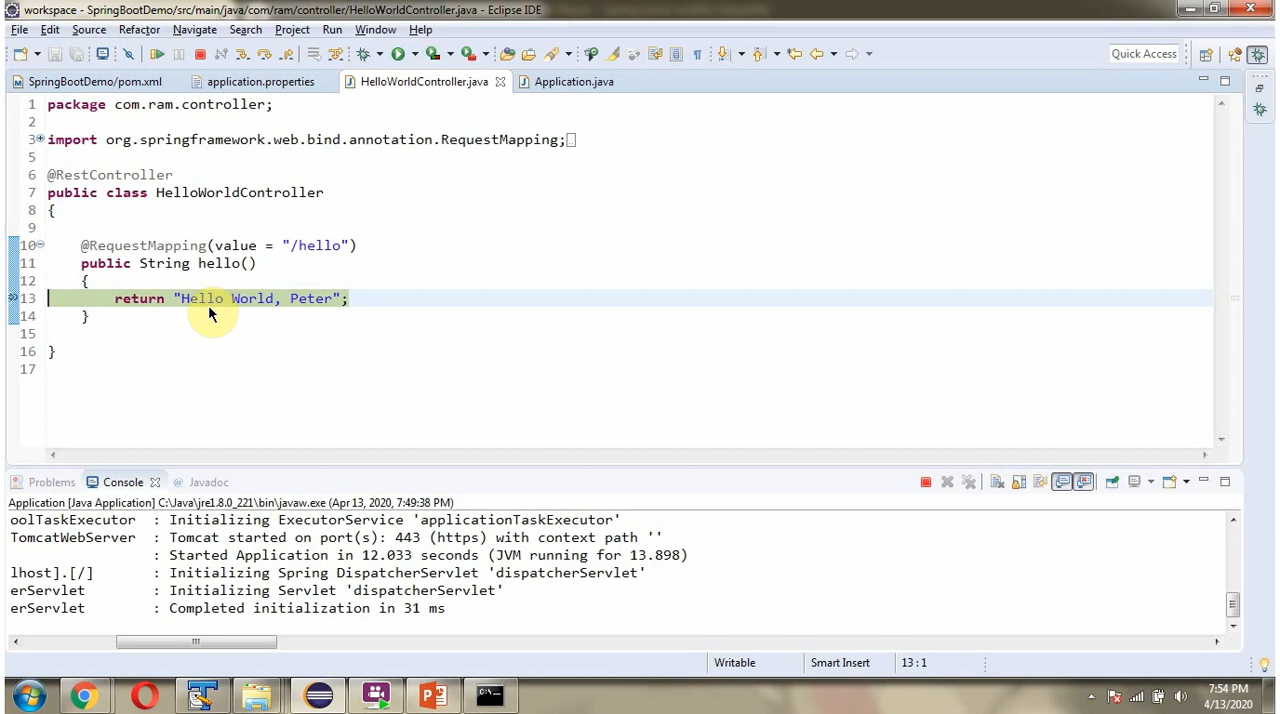 workspace - SpringBootDemo/src/main/java/com/ram/controller/HelloWorldController.java - Eclipse IDE
File Edit Source Refactor Navigate Search Project Run Window Help
Quick Access
SpringBootDemo/pom.xml application.properties HelloWorldController.java Application.java
1 package com.ram.controller;
2
3 import org.springframework.web.bind.annotation.RequestMapping;
5
6 @RestController
7 public class HelloWorldController
8 {
9
10 @RequestMapping(value = "/hello")
11 public String hello()
12 {
13 return "Hello World, Peter";
14 }
15
16 }
17
Problems Console Javadoc
Application [Java Application] C:\Java\jre1.8.0_221\bin\javaw.exe (Apr 13, 2020, 7:49:38 PM)
oolTaskExecutor : Initializing ExecutorService 'applicationTaskExecutor'
TomcatWebServer : Tomcat started on port(s): 443 (https) with context path ''
: Started Application in 12.033 seconds (JVM running for 13.898)
lhost].[/] : Initializing Spring DispatcherServlet 'dispatcherServlet'
erServlet : Initializing Servlet 'dispatcherServlet'
erServlet : Completed initialization in 31 ms
Writable Smart Insert 13 : 1
7:54 PM
4/13/2020